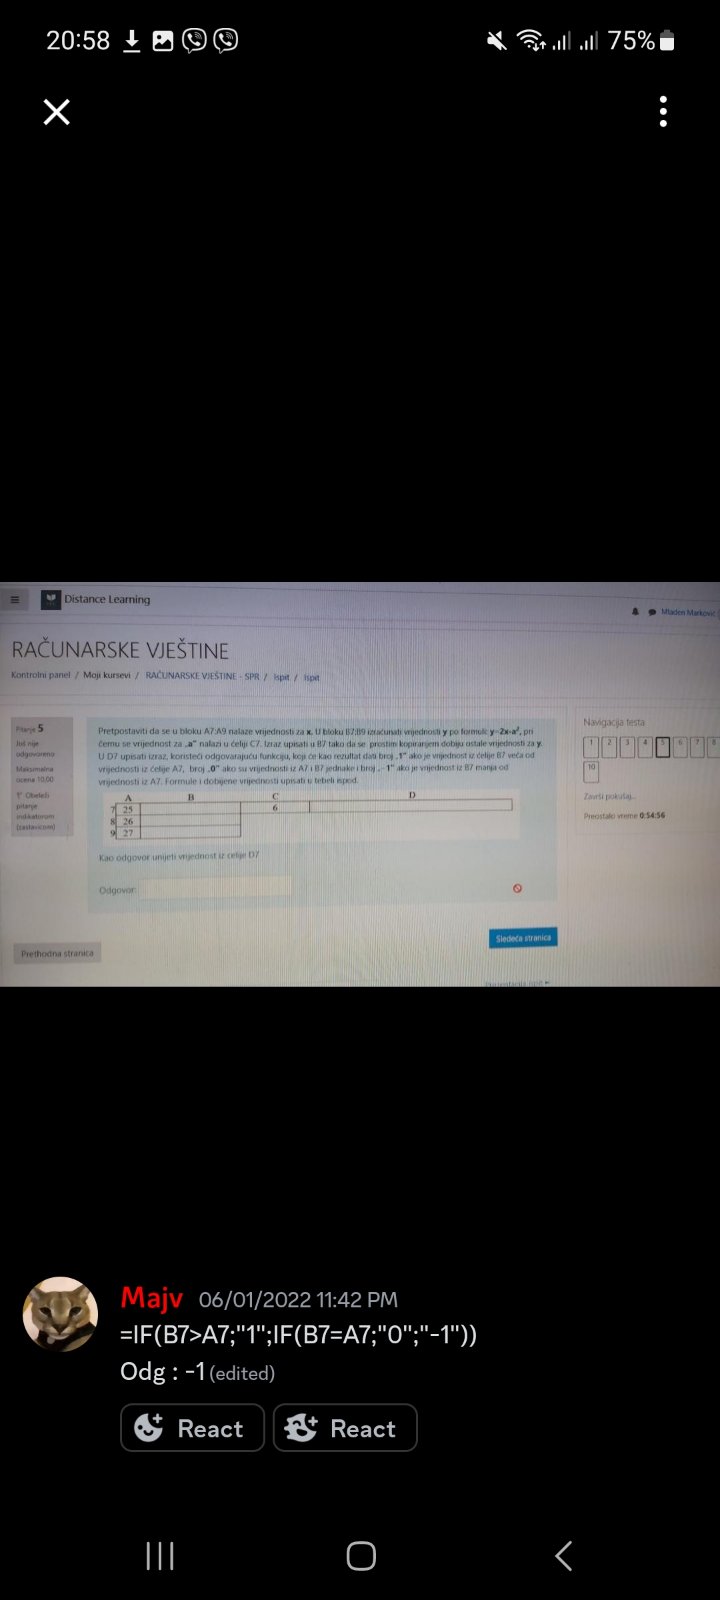 20:58
75%
Distance Learning
Mladen Marković
RAČUNARSKE VJEŠTINE
Kontrolni panel / Moji kursevi / RAČUNARSKE VJEŠTINE - SPR / Ispit / Ispit
Pitanje 5
Još nije
odgovoreno
Maksimalna
ocena 10,00
Obeleži
pitanje
indikatorom
(zastavicom)
Pretpostaviti da se u bloku A7:A9 nalaze vrijednosti za x. U bloku B7:B9 izračunati vrijednosti y po formuli: y=2x-a², pri
čemu se vrijednost za „a" nalazi u ćeliji C7. Izraz upisati u B7 tako da se prostim kopiranjem dobiju ostale vrijednosti za y.
U D7 upisati izraz, koristeći odgovarajuću funkciju, koji će kao rezultat dati broj „1" ako je vrijednost iz ćelije B7 veća od
vrijednosti iz ćelije A7, broj „0" ako su vrijednosti iz A7 i B7 jednake i broj „-1" ako je vrijednost iz B7 manja od
vrijednosti iz A7. Formule i dobijene vrijednosti upisati u tabeli ispod.
A B C D
7 25 6
8 26
9 27
Kao odgovor unijeti vrijednost iz ćelije D7
Odgovor:
Prethodna stranica
Sledeća stranica
Navigacija testa
1 2 3 4 5 6 7 8
10
Završi pokušaj...
Preostalo vreme 0:54:56
Majv 06/01/2022 11:42 PM
=IF(B7>A7;"1";IF(B7=A7;"0";"-1"))
Odg : -1 (edited)
React React